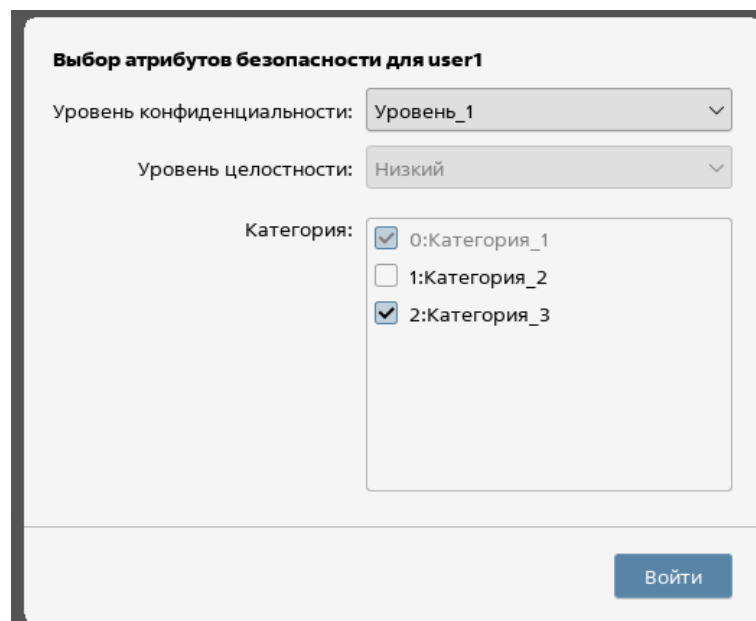 Выбор атрибутов безопасности для user1
Уровень конфиденциальности: Уровень_1
Уровень целостности: Низкий
Категория:
0:Категория_1
1:Категория_2
2:Категория_3
Войти